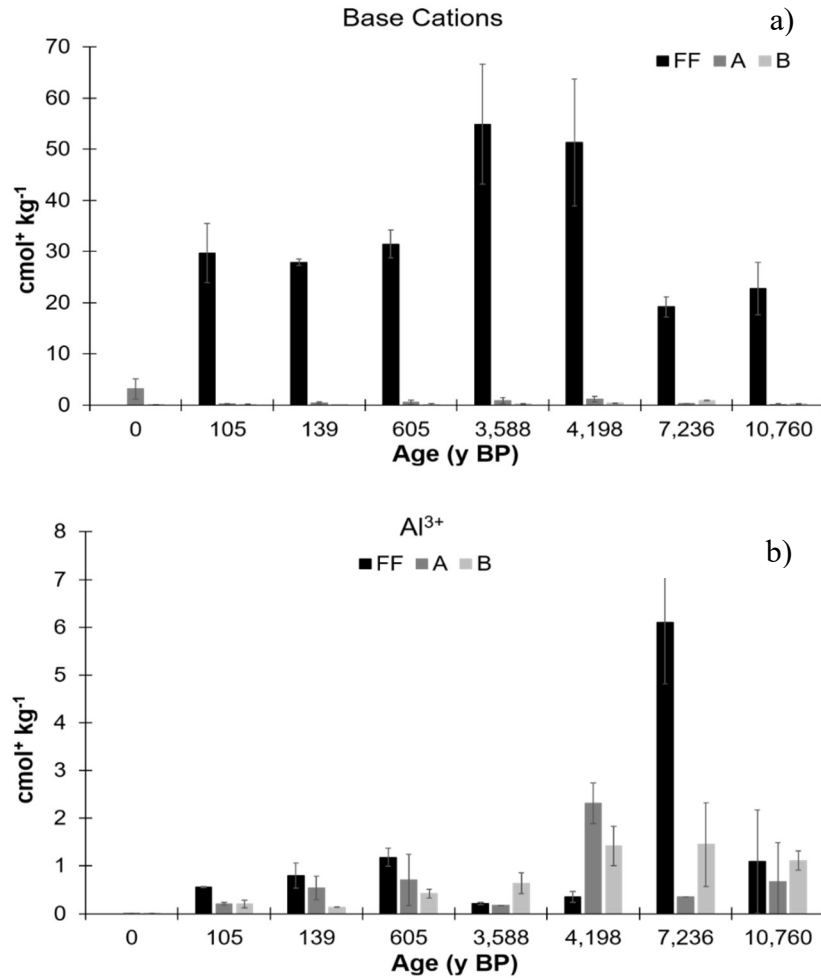 Base Cations
a)
FF A B
70
60
50
40
30
20
10
0
cmol⁺ kg⁻¹
0 105 139 605 3,588 4,198 7,236 10,760
Age (y BP)
Al³⁺
b)
FF A B
8
7
6
5
4
3
2
1
0
cmol⁺ kg⁻¹
0 105 139 605 3,588 4,198 7,236 10,760
Age (y BP)